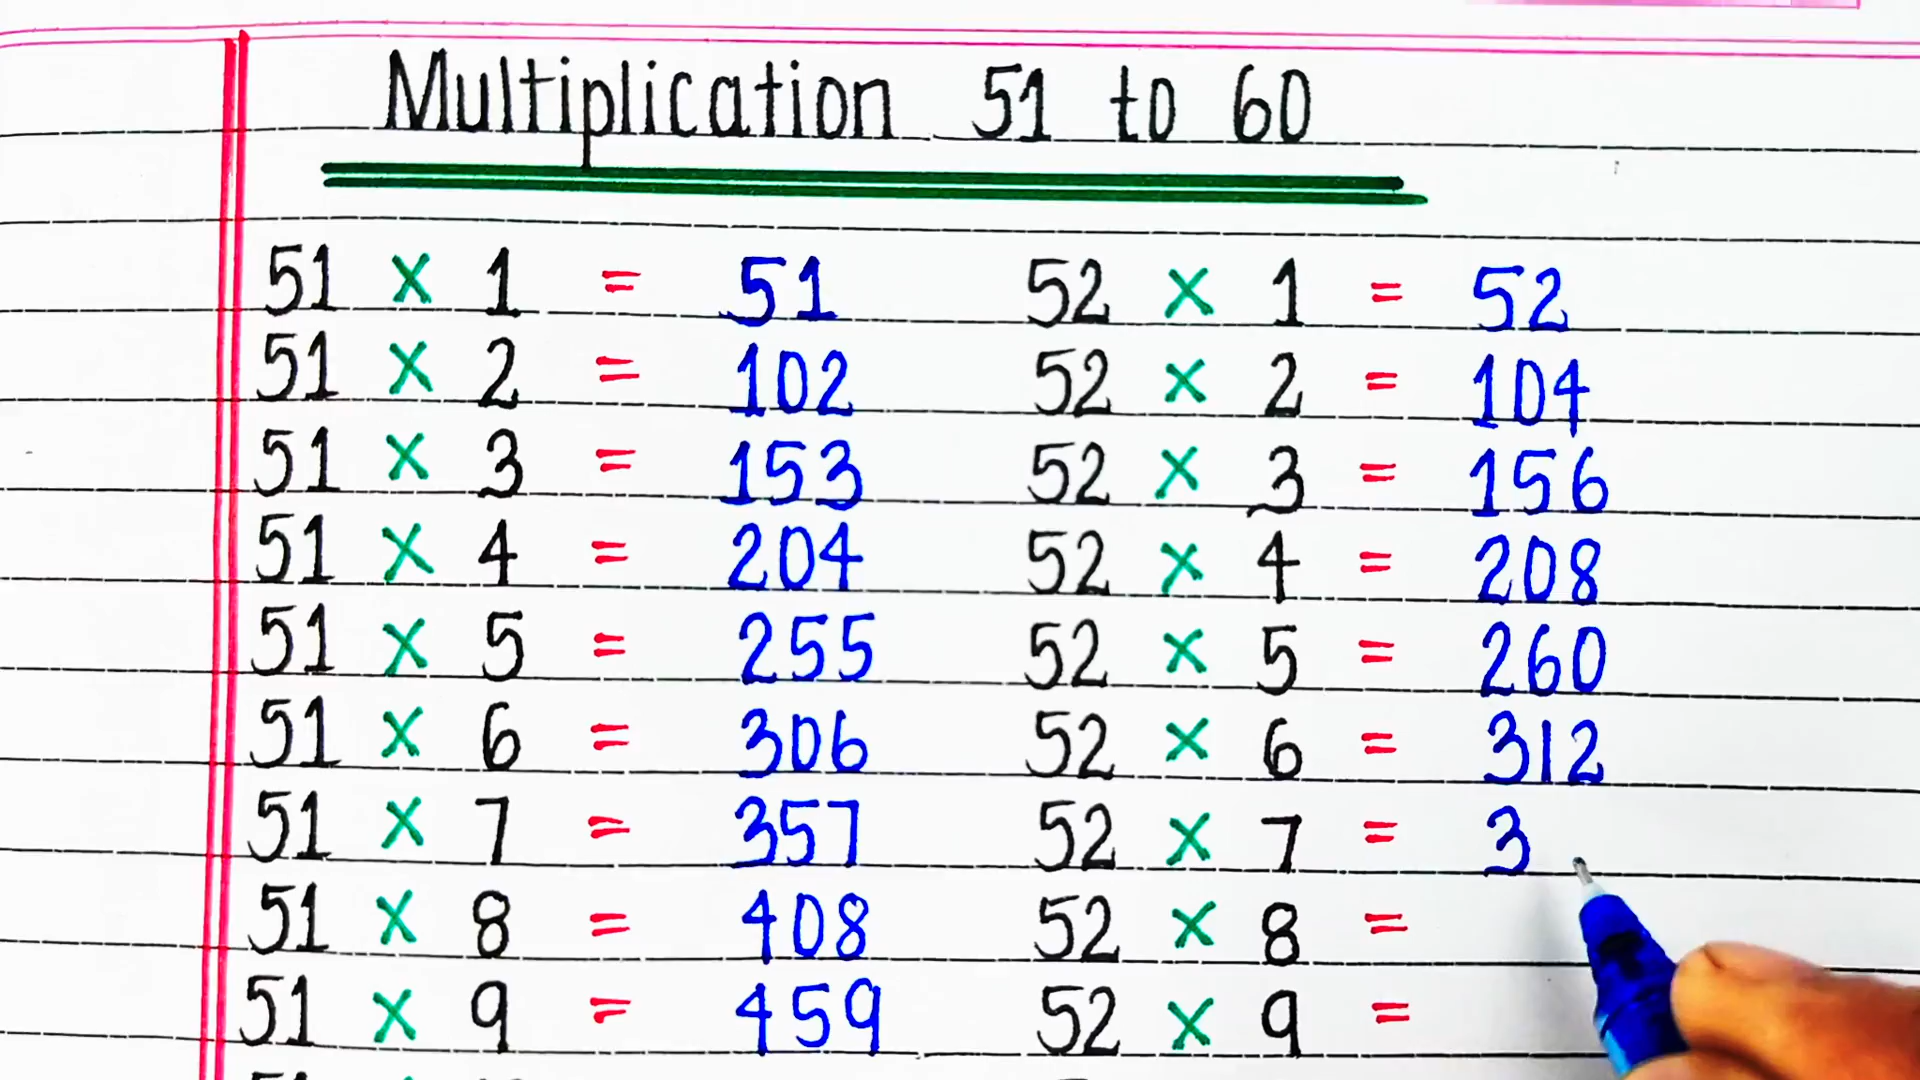 Multiplication 51 to 60
51 × 1 = 51 52 × 1 = 52
51 × 2 = 102 52 × 2 = 104
51 × 3 = 153 52 × 3 = 156
51 × 4 = 204 52 × 4 = 208
51 × 5 = 255 52 × 5 = 260
51 × 6 = 306 52 × 6 = 312
51 × 7 = 357 52 × 7 = 3
51 × 8 = 408 52 × 8 =
51 × 9 = 459 52 × 9 =